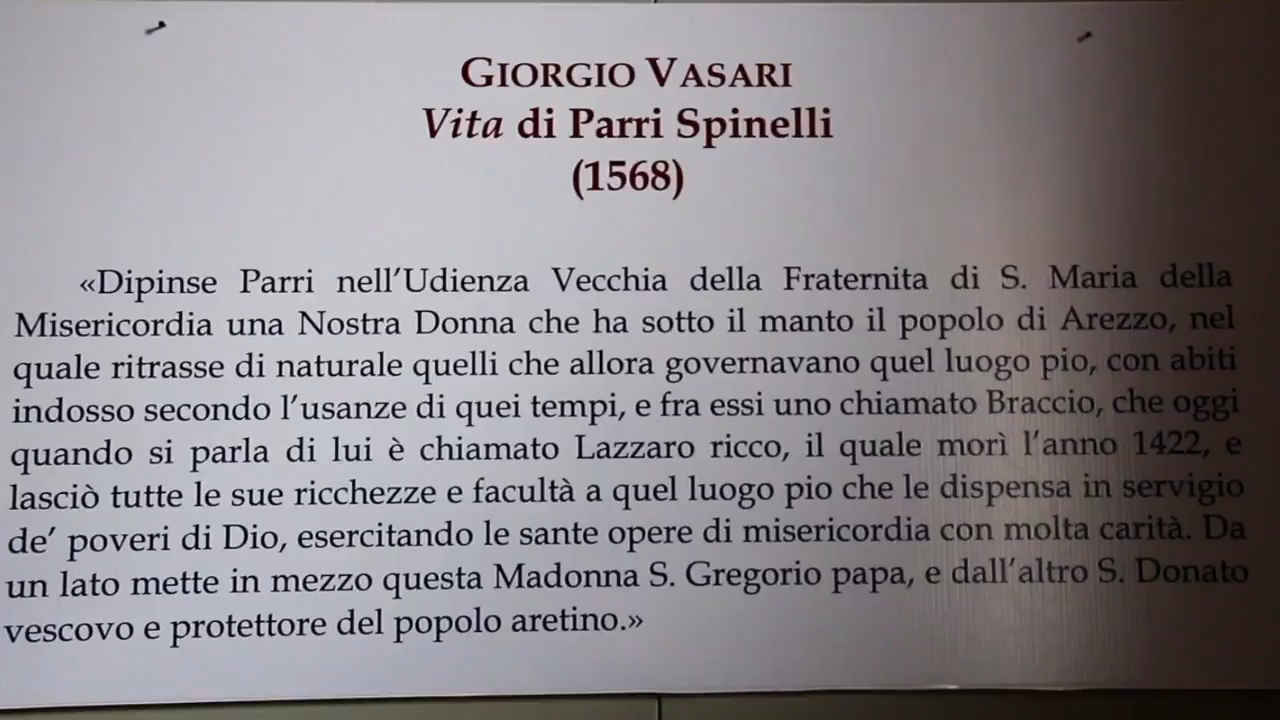 GIORGIO VASARI
Vita di Parri Spinelli
(1568)
«Dipinse Parri nell'Udienza Vecchia della Fraternita di S. Maria della
Misericordia una Nostra Donna che ha sotto il manto il popolo di Arezzo, nel
quale ritrasse di naturale quelli che allora governavano quel luogo pio, con abiti
indosso secondo l'usanze di quei tempi, e fra essi uno chiamato Braccio, che oggi
quando si parla di lui è chiamato Lazzaro ricco, il quale morì l'anno 1422, e
lasciò tutte le sue ricchezze e facultà a quel luogo pio che le dispensa in servigio
de' poveri di Dio, esercitando le sante opere di misericordia con molta carità. Da
un lato mette in mezzo questa Madonna S. Gregorio papa, e dall'altro S. Donato
vescovo e protettore del popolo aretino.»